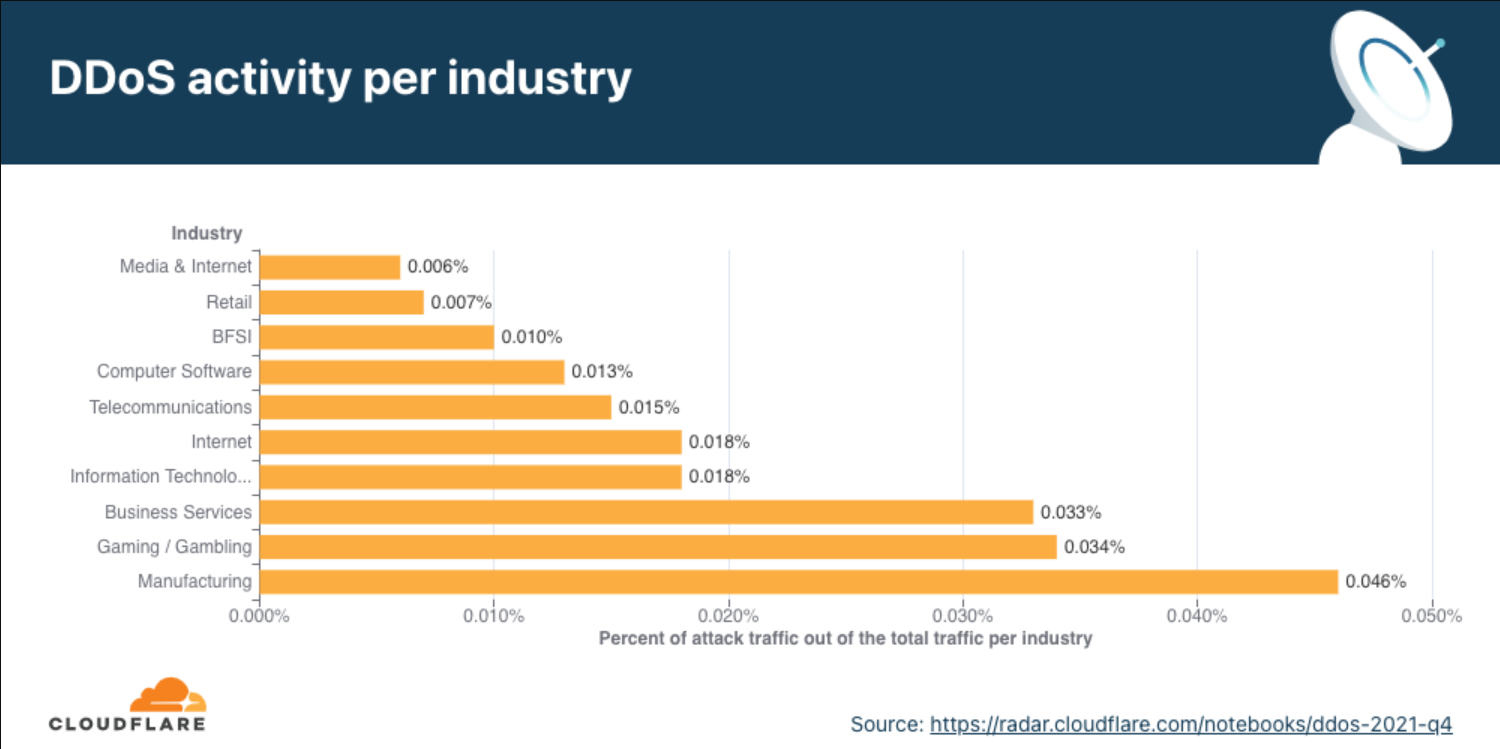 DDoS activity per industry
Industry
Media & Internet 0.006%
Retail 0.007%
BFSI 0.010%
Computer Software 0.013%
Telecommunications 0.015%
Internet 0.018%
Information Technolo... 0.018%
Business Services 0.033%
Gaming / Gambling 0.034%
Manufacturing 0.046%
0.000% 0.010% 0.020% 0.030% 0.040% 0.050%
Percent of attack traffic out of the total traffic per industry
CLOUDFLARE
Source: https://radar.cloudflare.com/notebooks/ddos-2021-q4